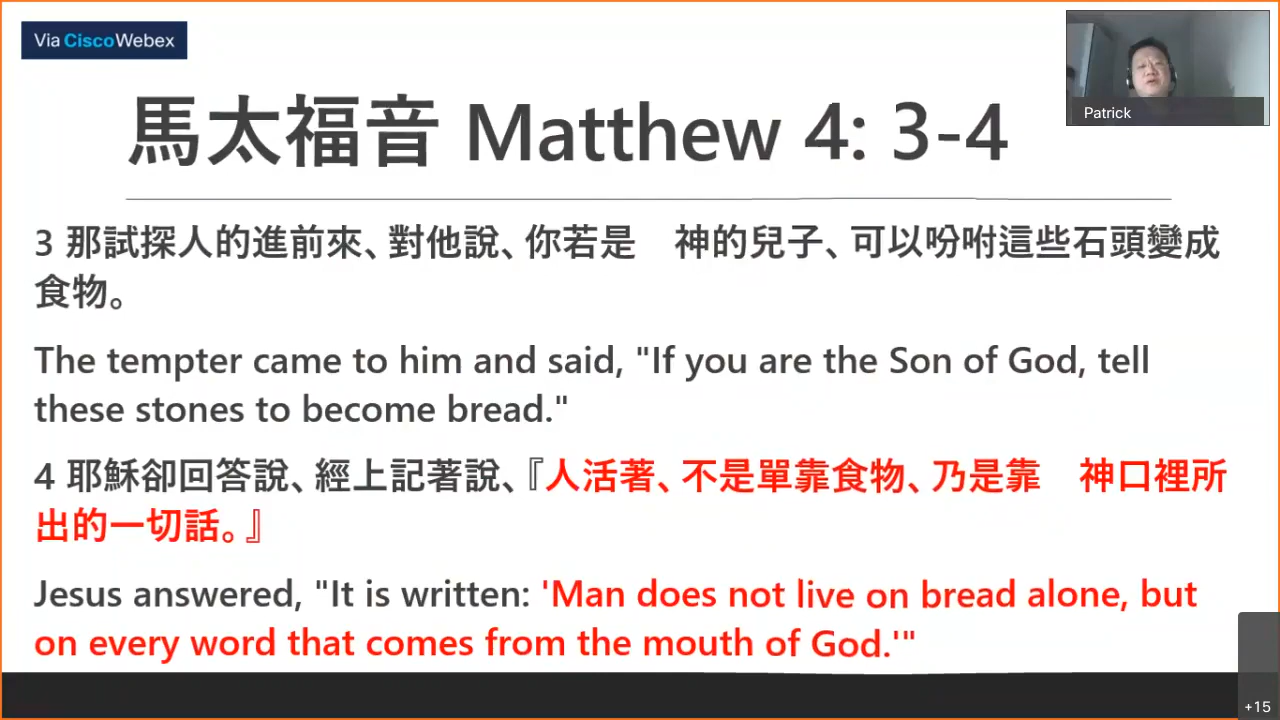 Via CiscoWebex
Patrick
馬太福音 Matthew 4: 3-4
3 那試探人的進前來、對他說、你若是　神的兒子、可以吩咐這些石頭變成
食物。
The tempter came to him and said, "If you are the Son of God, tell
these stones to become bread."
4 耶穌卻回答說、經上記著說、『人活著、不是單靠食物、乃是靠　神口裡所
出的一切話。』
Jesus answered, "It is written: 'Man does not live on bread alone, but
on every word that comes from the mouth of God.'"
+15